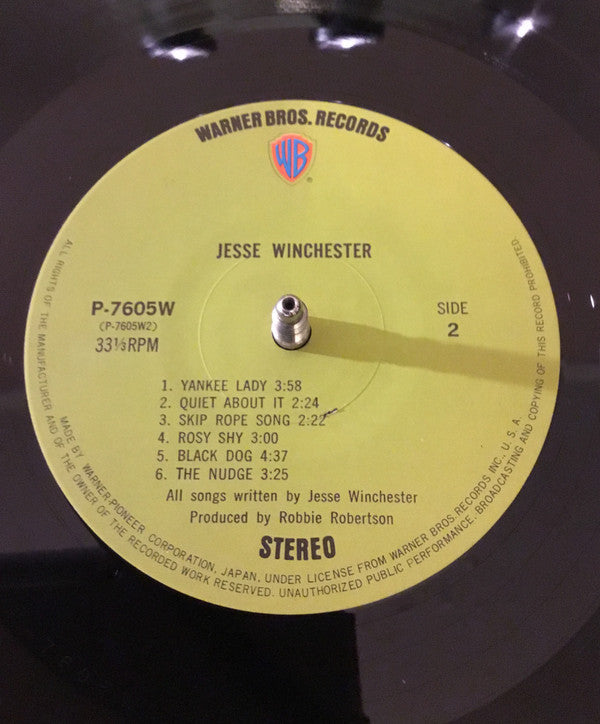 WARNER BROS. RECORDS
WB
®
JESSE WINCHESTER
P-7605W
(P-7605W2)
33⅓RPM
SIDE
2
1. YANKEE LADY 3:58
2. QUIET ABOUT IT 2:24
3. SKIP ROPE SONG 2:22
4. ROSY SHY 3:00
5. BLACK DOG 4:37
6. THE NUDGE 3:25
All songs written by Jesse Winchester
Produced by Robbie Robertson
STEREO
MADE BY WARNER-PIONEER CORPORATION, JAPAN, UNDER LICENSE FROM WARNER BROS. RECORDS INC., U. S. A.
ALL RIGHTS OF THE MANUFACTURER AND OF THE OWNER OF THE RECORDED WORK RESERVED. UNAUTHORIZED PUBLIC PERFORMANCE, BROADCASTING AND COPYING OF THIS RECORD PROHIBITED.